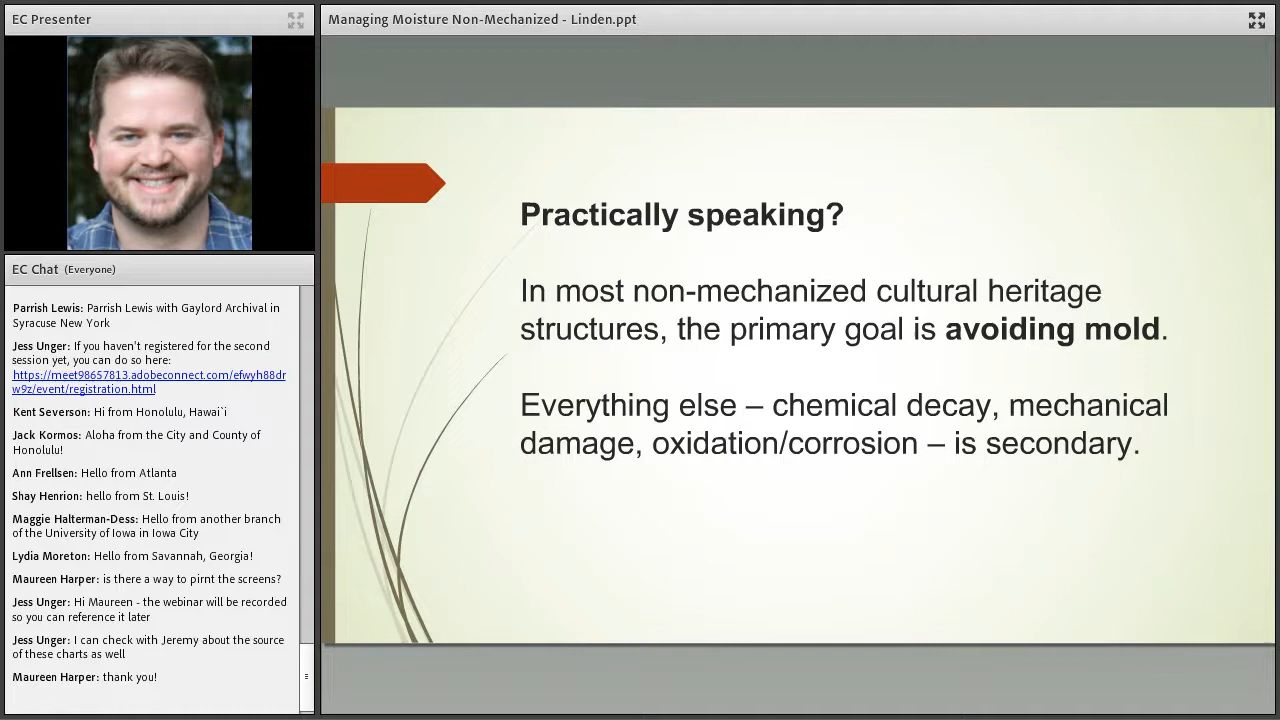 EC Presenter
Managing Moisture Non-Mechanized - Linden.ppt
EC Chat (Everyone)
Parrish Lewis: Parrish Lewis with Gaylord Archival in
Syracuse New York
Jess Unger: If you haven't registered for the second
session yet, you can do so here:
https://meet98657813.adobeconnect.com/efwyh88dr
w9z/event/registration.html
Kent Severson: Hi from Honolulu, Hawai`i
Jack Kormos: Aloha from the City and County of
Honolulu!
Ann Frellsen: Hello from Atlanta
Shay Henrion: hello from St. Louis!
Maggie Halterman-Dess: Hello from another branch
of the University of Iowa in Iowa City
Lydia Moreton: Hello from Savannah, Georgia!
Maureen Harper: is there a way to pirnt the screens?
Jess Unger: Hi Maureen - the webinar will be recorded
so you can reference it later
Jess Unger: I can check with Jeremy about the source
of these charts as well
Maureen Harper: thank you!
Practically speaking?
In most non-mechanized cultural heritage
structures, the primary goal is avoiding mold.
Everything else – chemical decay, mechanical
damage, oxidation/corrosion – is secondary.